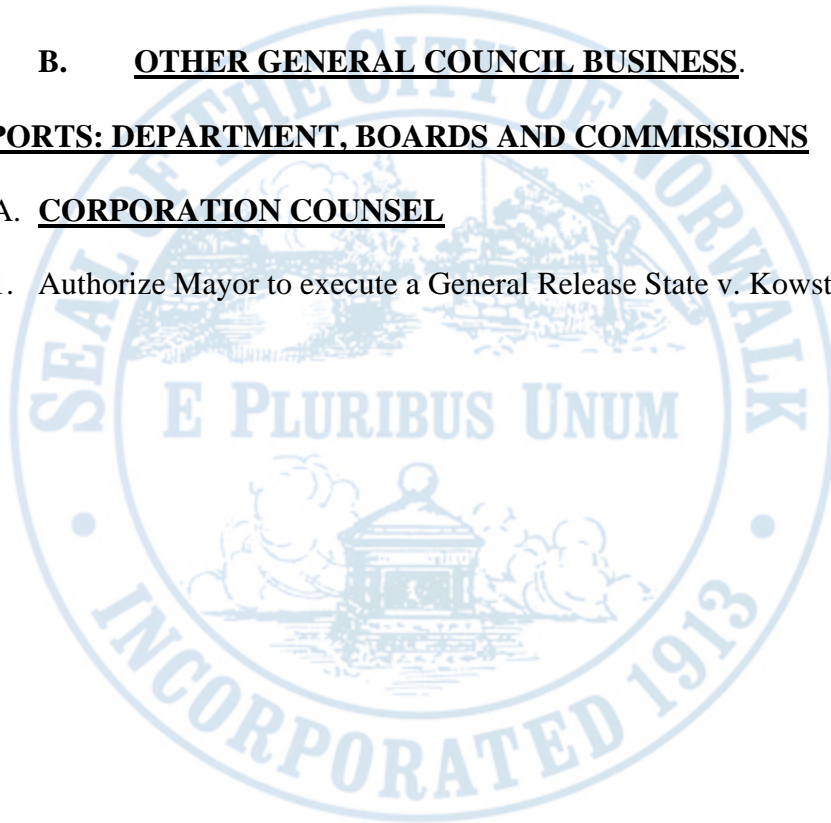 B. OTHER GENERAL COUNCIL BUSINESS.
PORTS: DEPARTMENT, BOARDS AND COMMISSIONS
A. CORPORATION COUNSEL
1. Authorize Mayor to execute a General Release State v. Kowst
SEAL OF THE CITY OF NORWALK
E PLURIBUS UNUM
INCORPORATED 1913